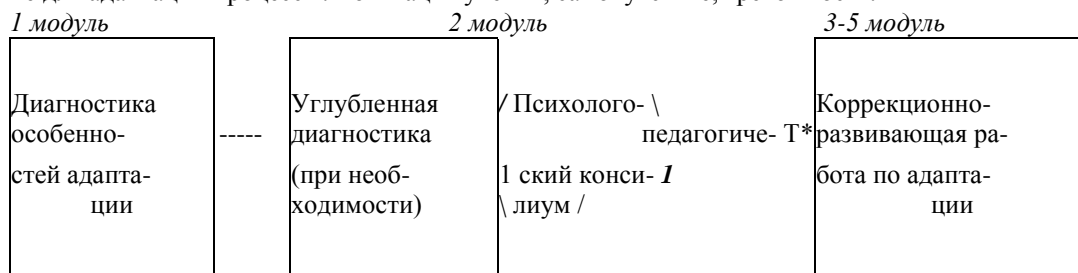 1 модуль 2 модуль 3-5 модуль
Диагностика Углубленная / Психолого- \ Коррекционно-
особенно- ----- диагностика педагогиче- Т* развивающая ра-
стей адапта- (при необ- 1 ский конси- 1 бота по адапта-
ции ходимости) \ лиум / ции